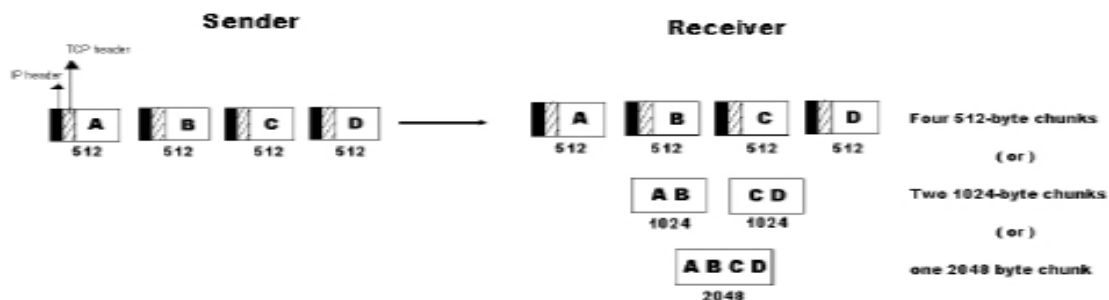 Sender
Receiver
TCP header
IP header
A
B
C
D
512
512
512
512
A
B
C
D
Four 512-byte chunks
512
512
512
512
(or)
A B
C D
Two 1024-byte chunks
1024
1024
(or)
A B C D
one 2048 byte chunk
2048